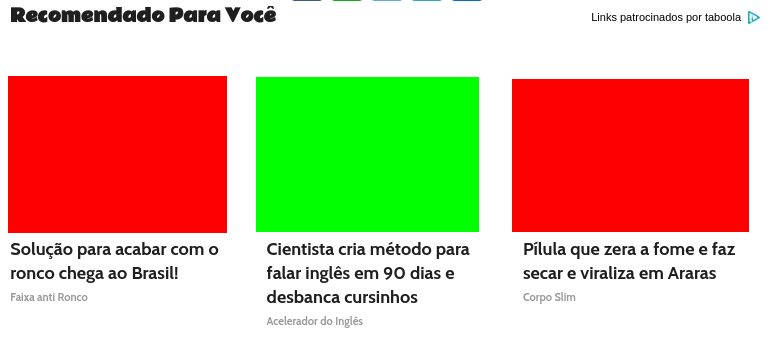 Recomendado Para Você
Links patrocinados por taboola
Solução para acabar com o
ronco chega ao Brasil!
Faixa anti Ronco
Cientista cria método para
falar inglês em 90 dias e
desbanca cursinhos
Acelerador do Inglês
Pílula que zera a fome e faz
secar e viraliza em Araras
Corpo Slim